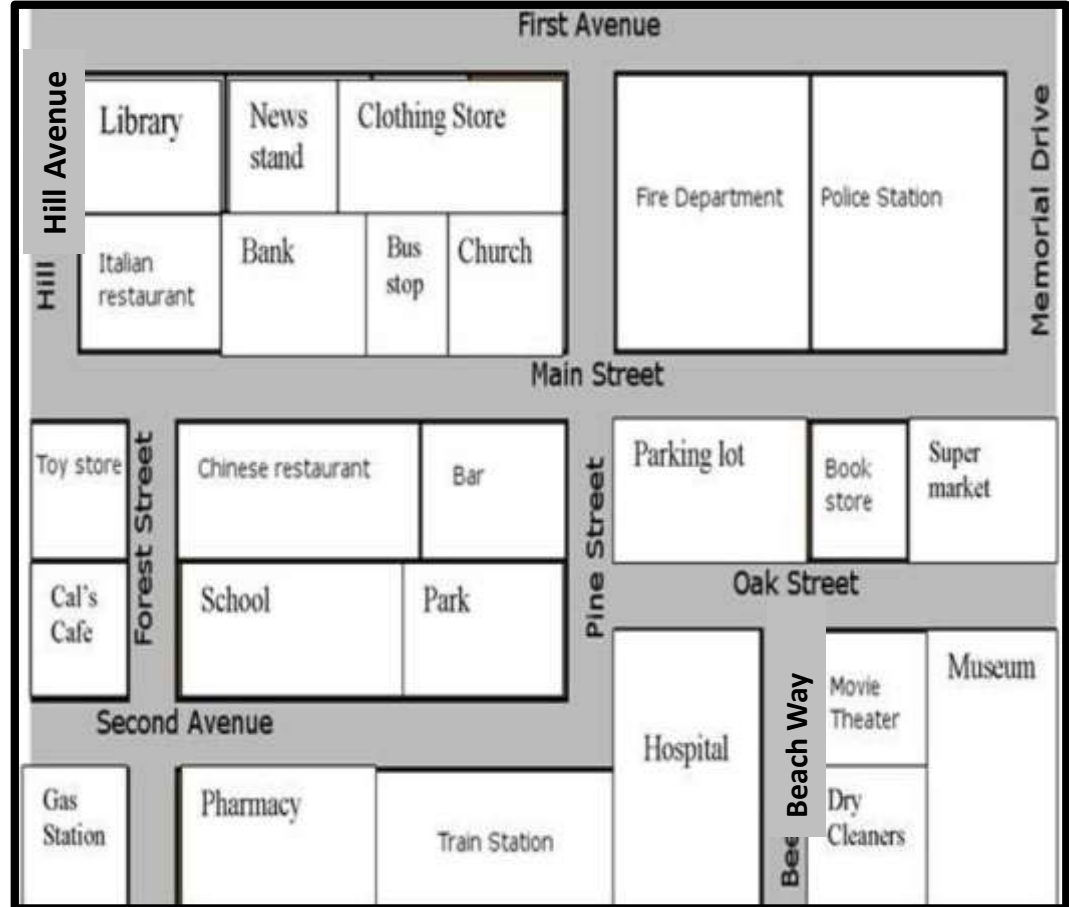 First Avenue
Hill Avenue
Hill
Library
News
stand
Clothing Store
Fire Department
Police Station
Memorial Drive
Italian
restaurant
Bank
Bus
stop
Church
Main Street
Toy store
Forest Street
Chinese restaurant
Bar
Pine Street
Parking lot
Book
store
Super
market
Cal's
Cafe
School
Park
Oak Street
Second Avenue
Hospital
Beach Way
Bee
Movie
Theater
Museum
Gas
Station
Pharmacy
Train Station
Dry
Cleaners